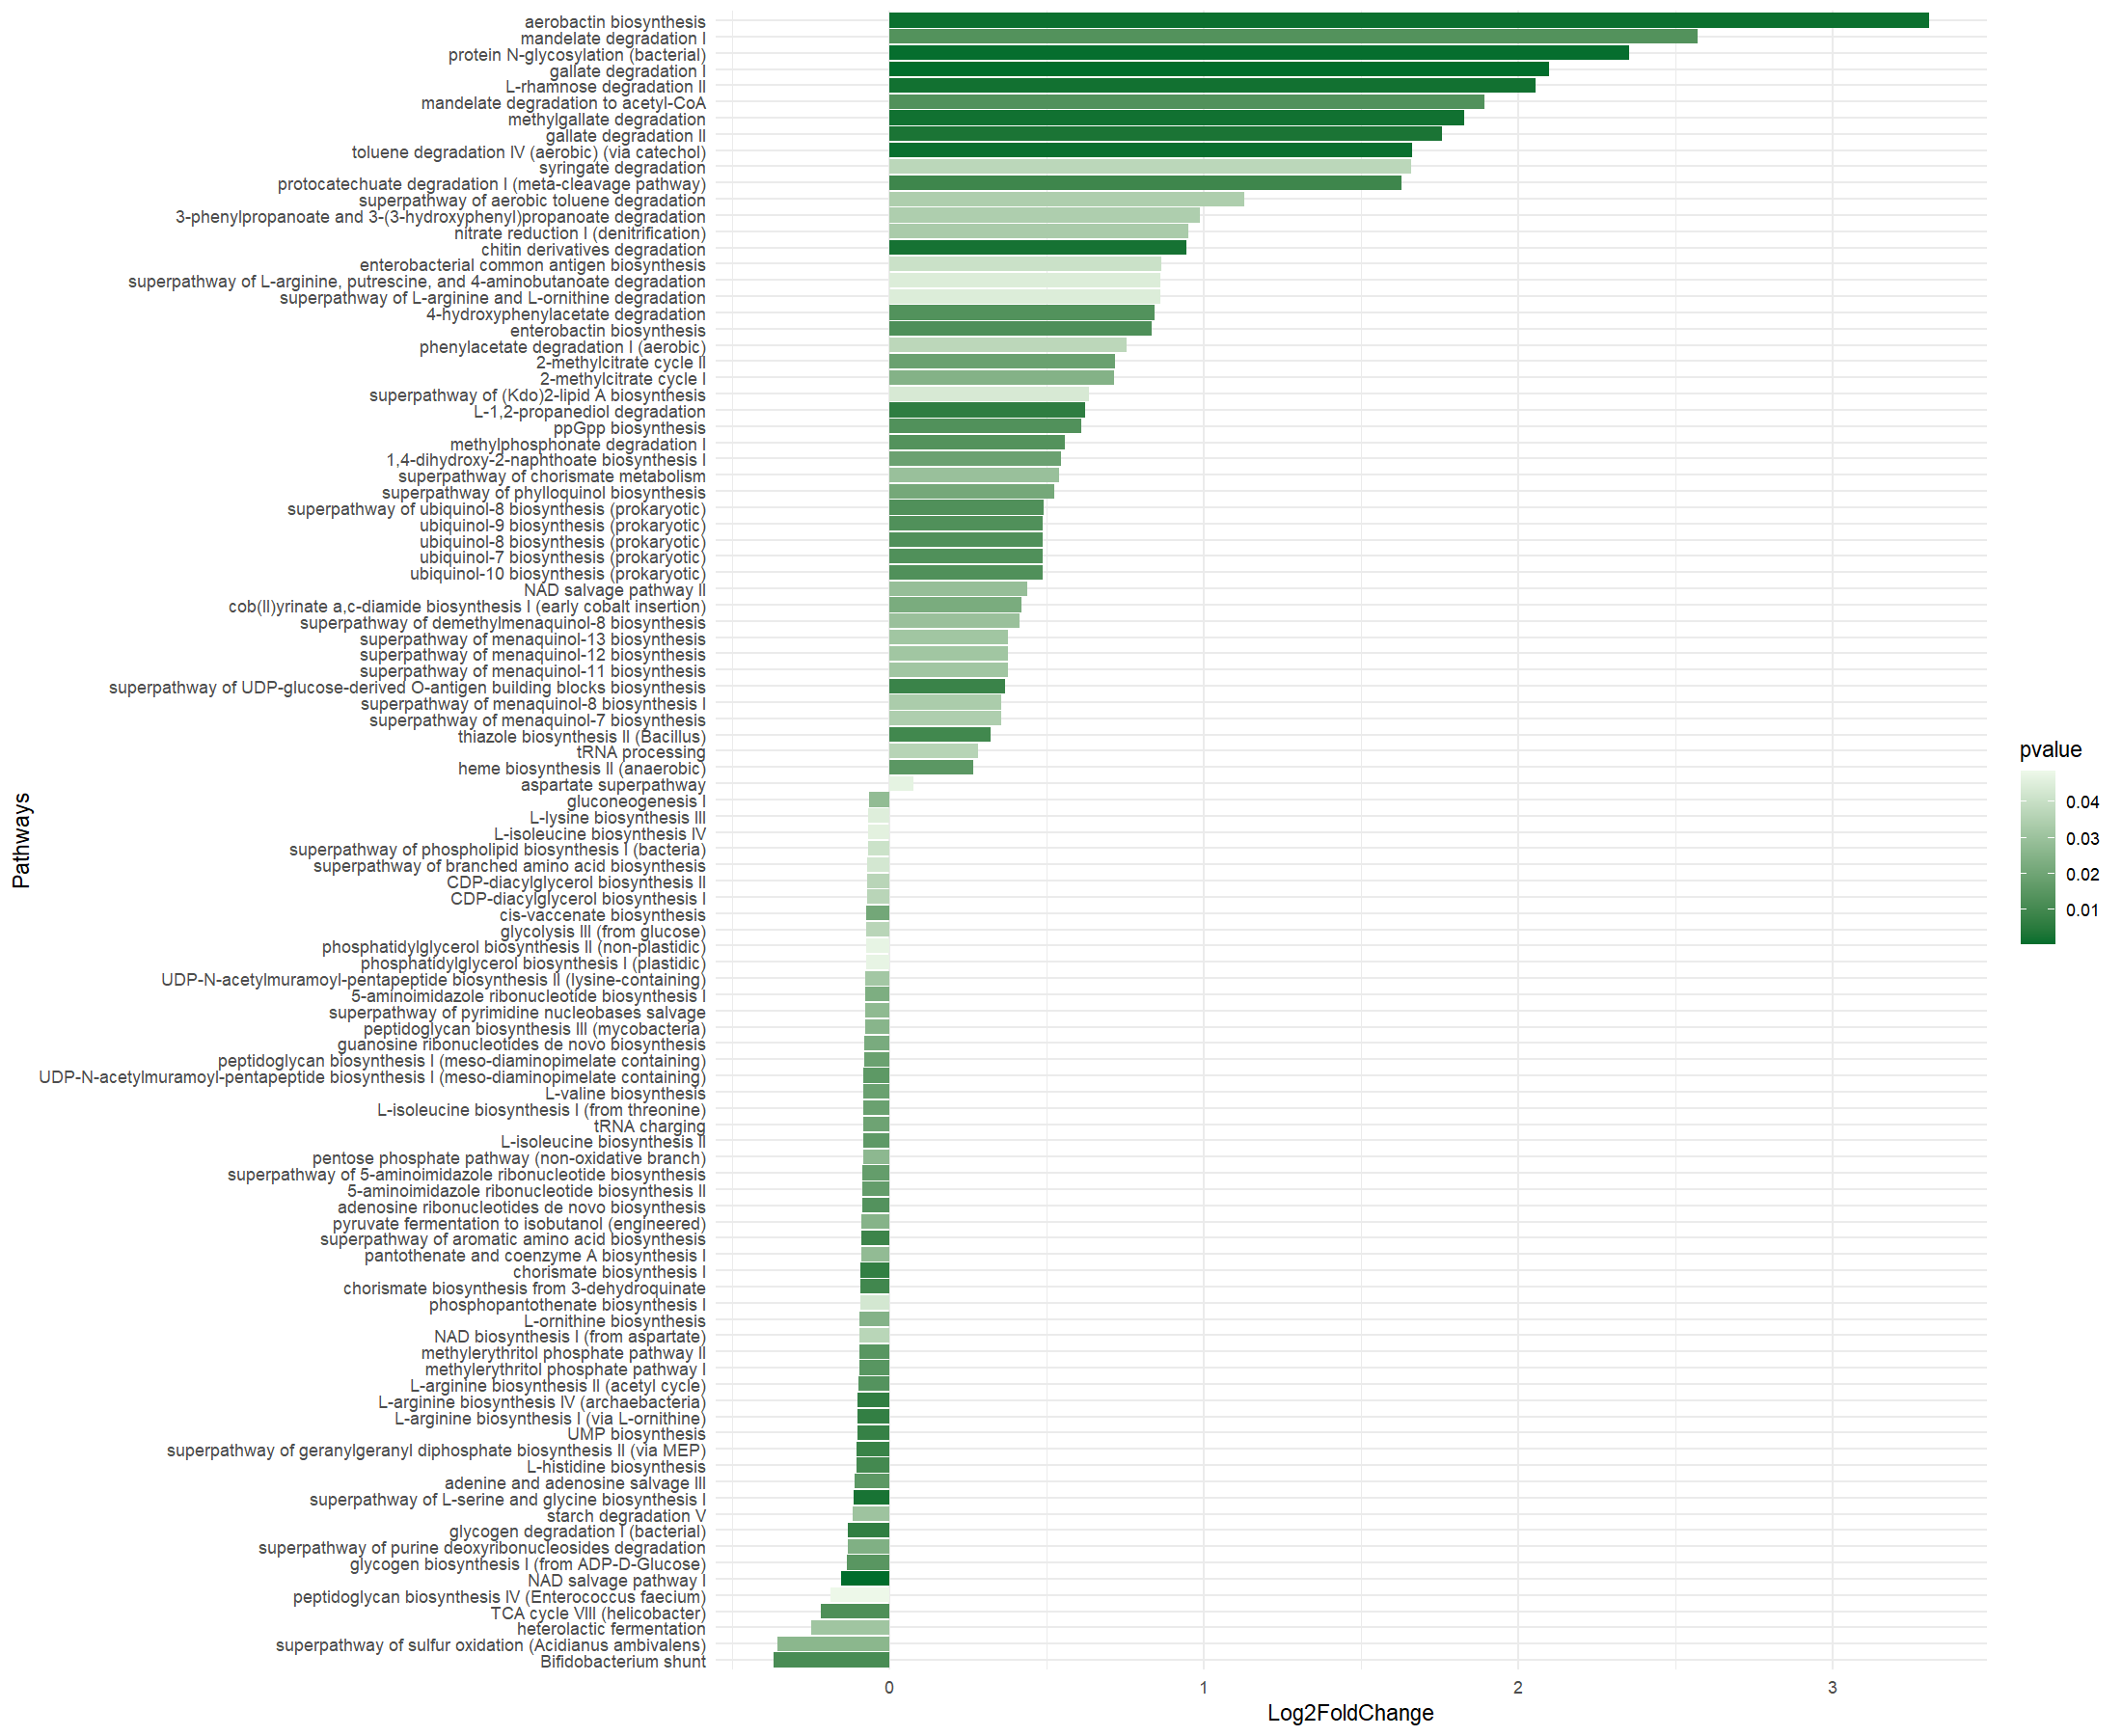 aerobactin biosynthesis
mandelate degradation I
protein N-glycosylation (bacterial)
gallate degradation I
L-rhamnose degradation II
mandelate degradation to acetyl-CoA
methylgallate degradation
gallate degradation II
toluene degradation IV (aerobic) (via catechol)
syringate degradation
protocatechuate degradation I (meta-cleavage pathway)
superpathway of aerobic toluene degradation
3-phenylpropanoate and 3-(3-hydroxyphenyl)propanoate degradation
nitrate reduction I (denitrification)
chitin derivatives degradation
enterobacterial common antigen biosynthesis
superpathway of L-arginine, putrescine, and 4-aminobutanoate degradation
superpathway of L-arginine and L-ornithine degradation
4-hydroxyphenylacetate degradation
enterobactin biosynthesis
phenylacetate degradation I (aerobic)
2-methylcitrate cycle II
2-methylcitrate cycle I
superpathway of (Kdo)2-lipid A biosynthesis
L-1,2-propanediol degradation
ppGpp biosynthesis
methylphosphonate degradation I
1,4-dihydroxy-2-naphthoate biosynthesis I
superpathway of chorismate metabolism
superpathway of phylloquinol biosynthesis
superpathway of ubiquinol-8 biosynthesis (prokaryotic)
ubiquinol-9 biosynthesis (prokaryotic)
ubiquinol-8 biosynthesis (prokaryotic)
ubiquinol-7 biosynthesis (prokaryotic)
ubiquinol-10 biosynthesis (prokaryotic)
NAD salvage pathway II
cob(II)yrinate a,c-diamide biosynthesis I (early cobalt insertion)
superpathway of demethylmenaquinol-8 biosynthesis
superpathway of menaquinol-13 biosynthesis
superpathway of menaquinol-12 biosynthesis
superpathway of menaquinol-11 biosynthesis
superpathway of UDP-glucose-derived O-antigen building blocks biosynthesis
superpathway of menaquinol-8 biosynthesis I
superpathway of menaquinol-7 biosynthesis
thiazole biosynthesis II (Bacillus)
tRNA processing
heme biosynthesis II (anaerobic)
aspartate superpathway
gluconeogenesis I
L-lysine biosynthesis III
L-isoleucine biosynthesis IV
superpathway of phospholipid biosynthesis I (bacteria)
superpathway of branched amino acid biosynthesis
CDP-diacylglycerol biosynthesis II
CDP-diacylglycerol biosynthesis I
cis-vaccenate biosynthesis
glycolysis III (from glucose)
phosphatidylglycerol biosynthesis II (non-plastidic)
phosphatidylglycerol biosynthesis I (plastidic)
UDP-N-acetylmuramoyl-pentapeptide biosynthesis II (lysine-containing)
5-aminoimidazole ribonucleotide biosynthesis I
superpathway of pyrimidine nucleobases salvage
peptidoglycan biosynthesis III (mycobacteria)
guanosine ribonucleotides de novo biosynthesis
peptidoglycan biosynthesis I (meso-diaminopimelate containing)
UDP-N-acetylmuramoyl-pentapeptide biosynthesis I (meso-diaminopimelate containing)
L-valine biosynthesis
L-isoleucine biosynthesis I (from threonine)
tRNA charging
L-isoleucine biosynthesis II
pentose phosphate pathway (non-oxidative branch)
superpathway of 5-aminoimidazole ribonucleotide biosynthesis
5-aminoimidazole ribonucleotide biosynthesis II
adenosine ribonucleotides de novo biosynthesis
pyruvate fermentation to isobutanol (engineered)
superpathway of aromatic amino acid biosynthesis
pantothenate and coenzyme A biosynthesis I
chorismate biosynthesis I
chorismate biosynthesis from 3-dehydroquinate
phosphopantothenate biosynthesis I
L-ornithine biosynthesis
NAD biosynthesis I (from aspartate)
methylerythritol phosphate pathway II
methylerythritol phosphate pathway I
L-arginine biosynthesis II (acetyl cycle)
L-arginine biosynthesis IV (archaebacteria)
L-arginine biosynthesis I (via L-ornithine)
UMP biosynthesis
superpathway of geranylgeranyl diphosphate biosynthesis II (via MEP)
L-histidine biosynthesis
adenine and adenosine salvage III
superpathway of L-serine and glycine biosynthesis I
starch degradation V
glycogen degradation I (bacterial)
superpathway of purine deoxyribonucleosides degradation
glycogen biosynthesis I (from ADP-D-Glucose)
NAD salvage pathway I
peptidoglycan biosynthesis IV (Enterococcus faecium)
TCA cycle VIII (helicobacter)
heterolactic fermentation
superpathway of sulfur oxidation (Acidianus ambivalens)
Bifidobacterium shunt
Pathways
0 1 2 3
Log2FoldChange
pvalue
0.04
0.03
0.02
0.01